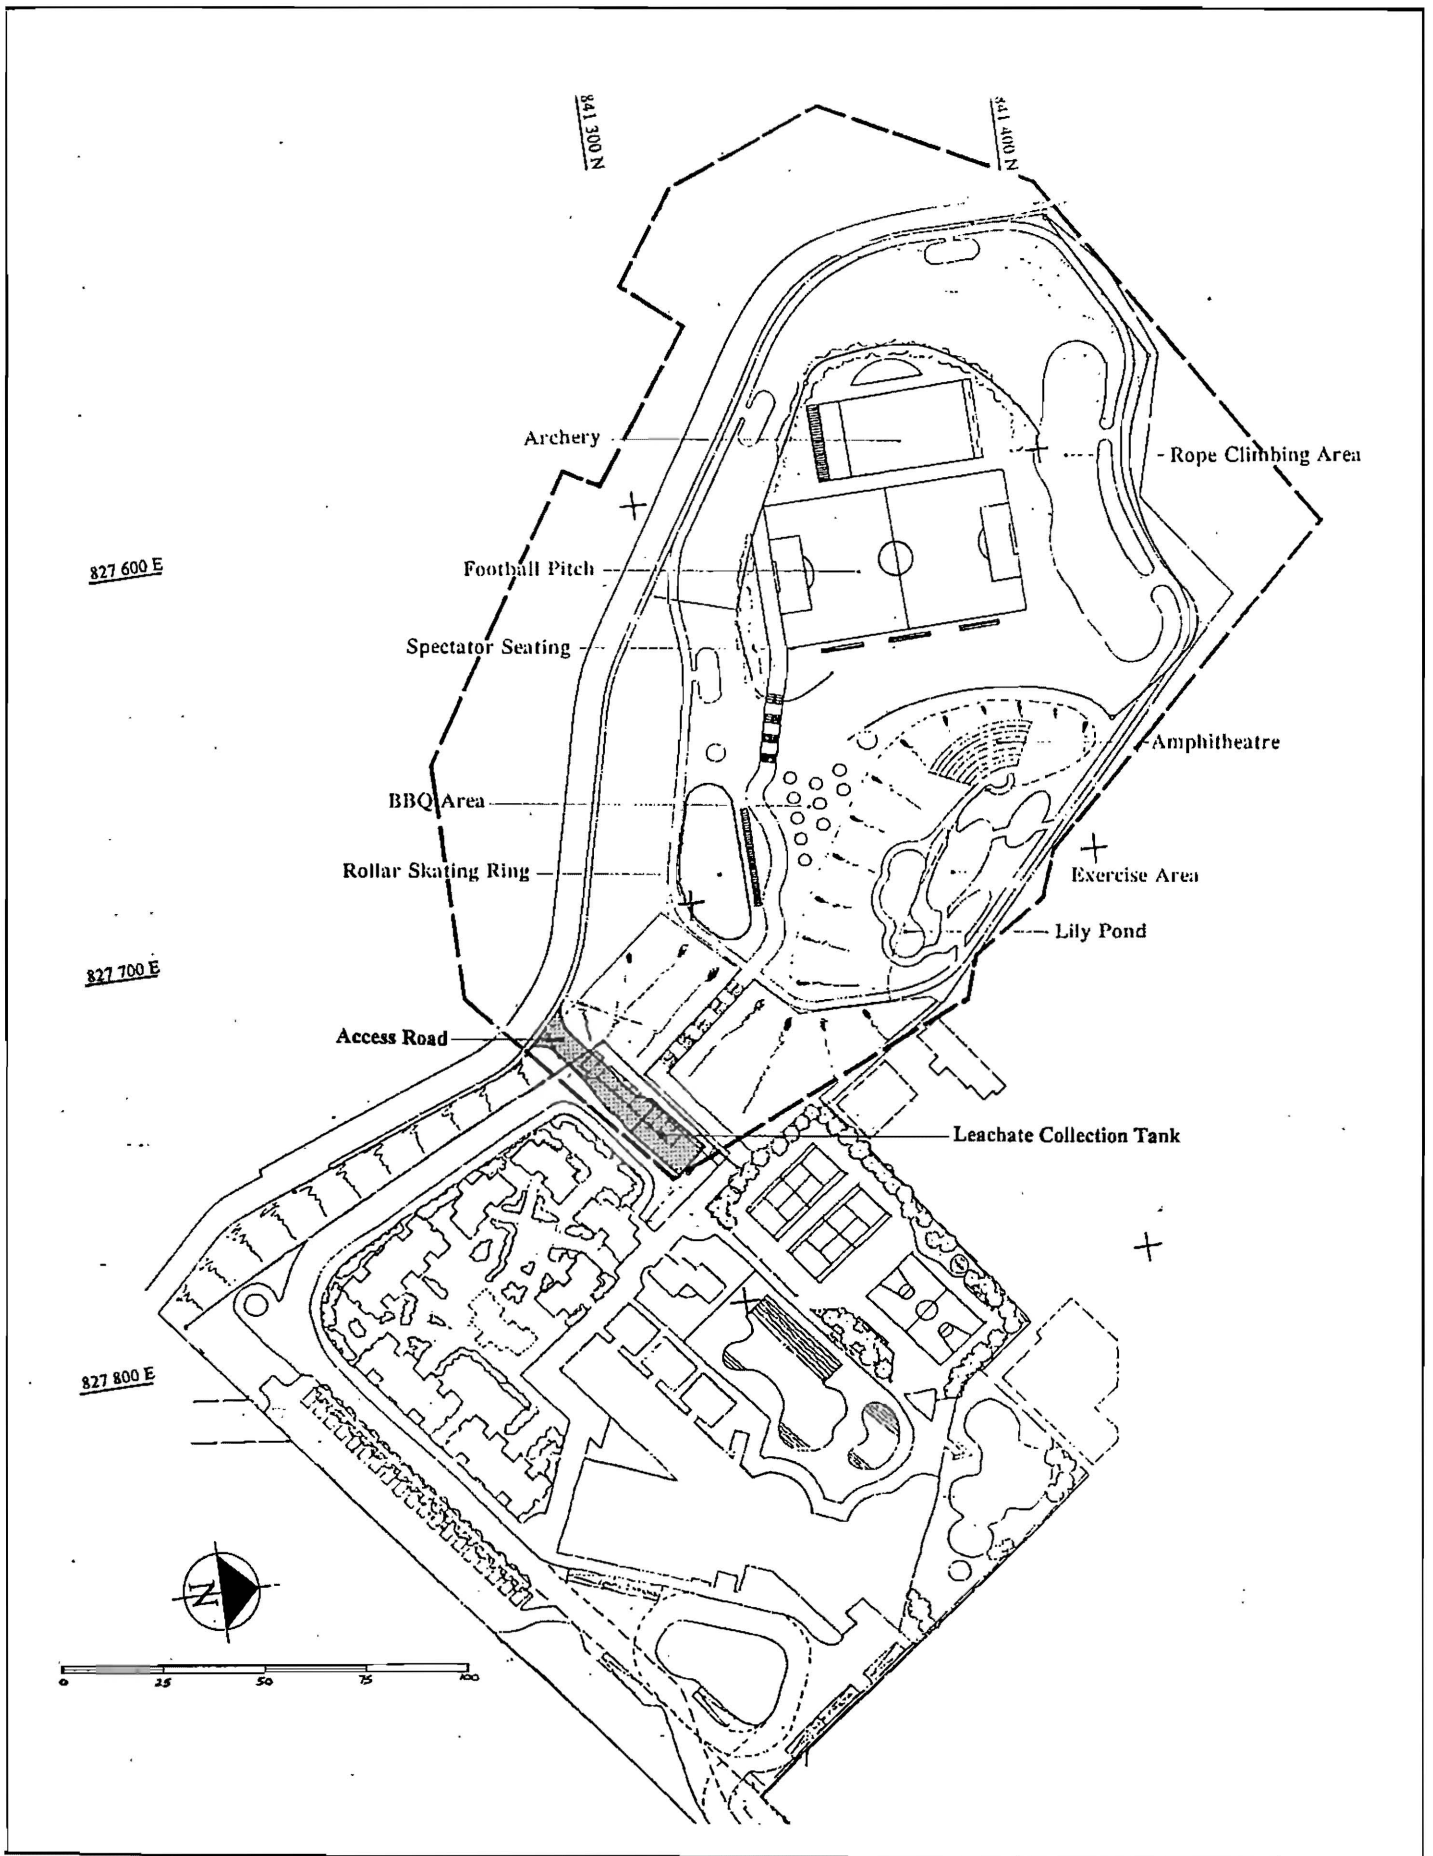 841 300 N
841 400 N
Archery
Rope Climbing Area
827 600 E
Football Pitch
Spectator Seating
Amphitheatre
BBQ Area
Rollar Skating Ring
Exercise Area
Lily Pond
827 700 E
Access Road
Leachate Collection Tank
827 800 E
N
0 25 50 75 100